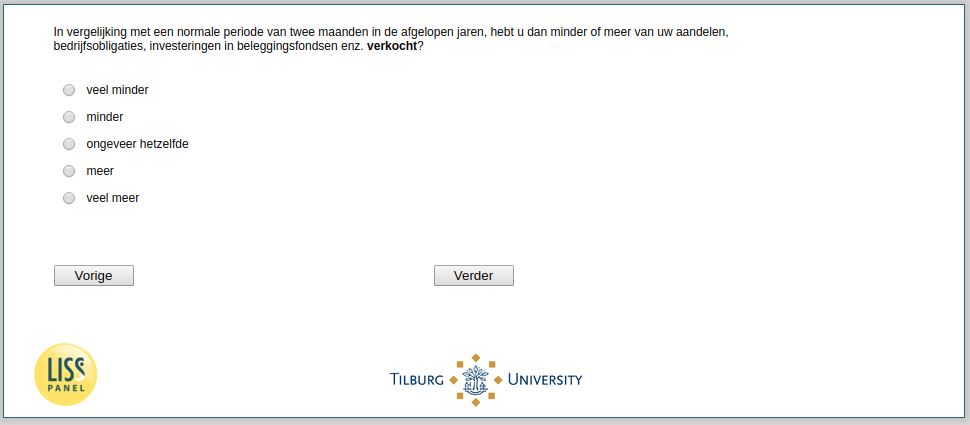 In vergelijking met een normale periode van twee maanden in de afgelopen jaren, hebt u dan minder of meer van uw aandelen,
bedrijfsobligaties, investeringen in beleggingsfondsen enz. verkocht?
veel minder
minder
ongeveer hetzelfde
meer
veel meer
Vorige
Verder
LISS
PANEL
TILBURG UNIVERSITY